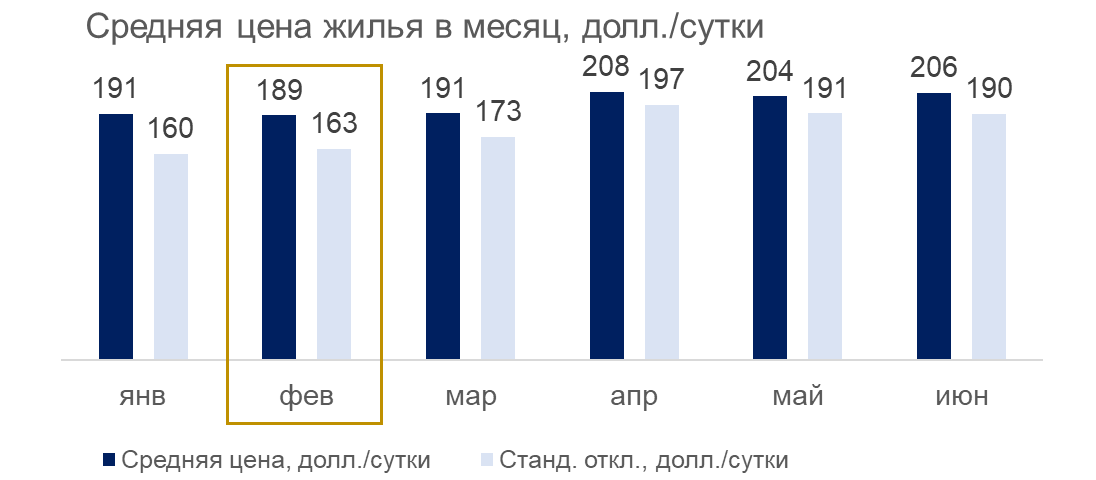 Средняя цена жилья в месяц, долл./сутки
191 160 189 163 191 173 208 197 204 191 206 190
янв фев мар апр май июн
Средняя цена, долл./сутки Станд. откл., долл./сутки